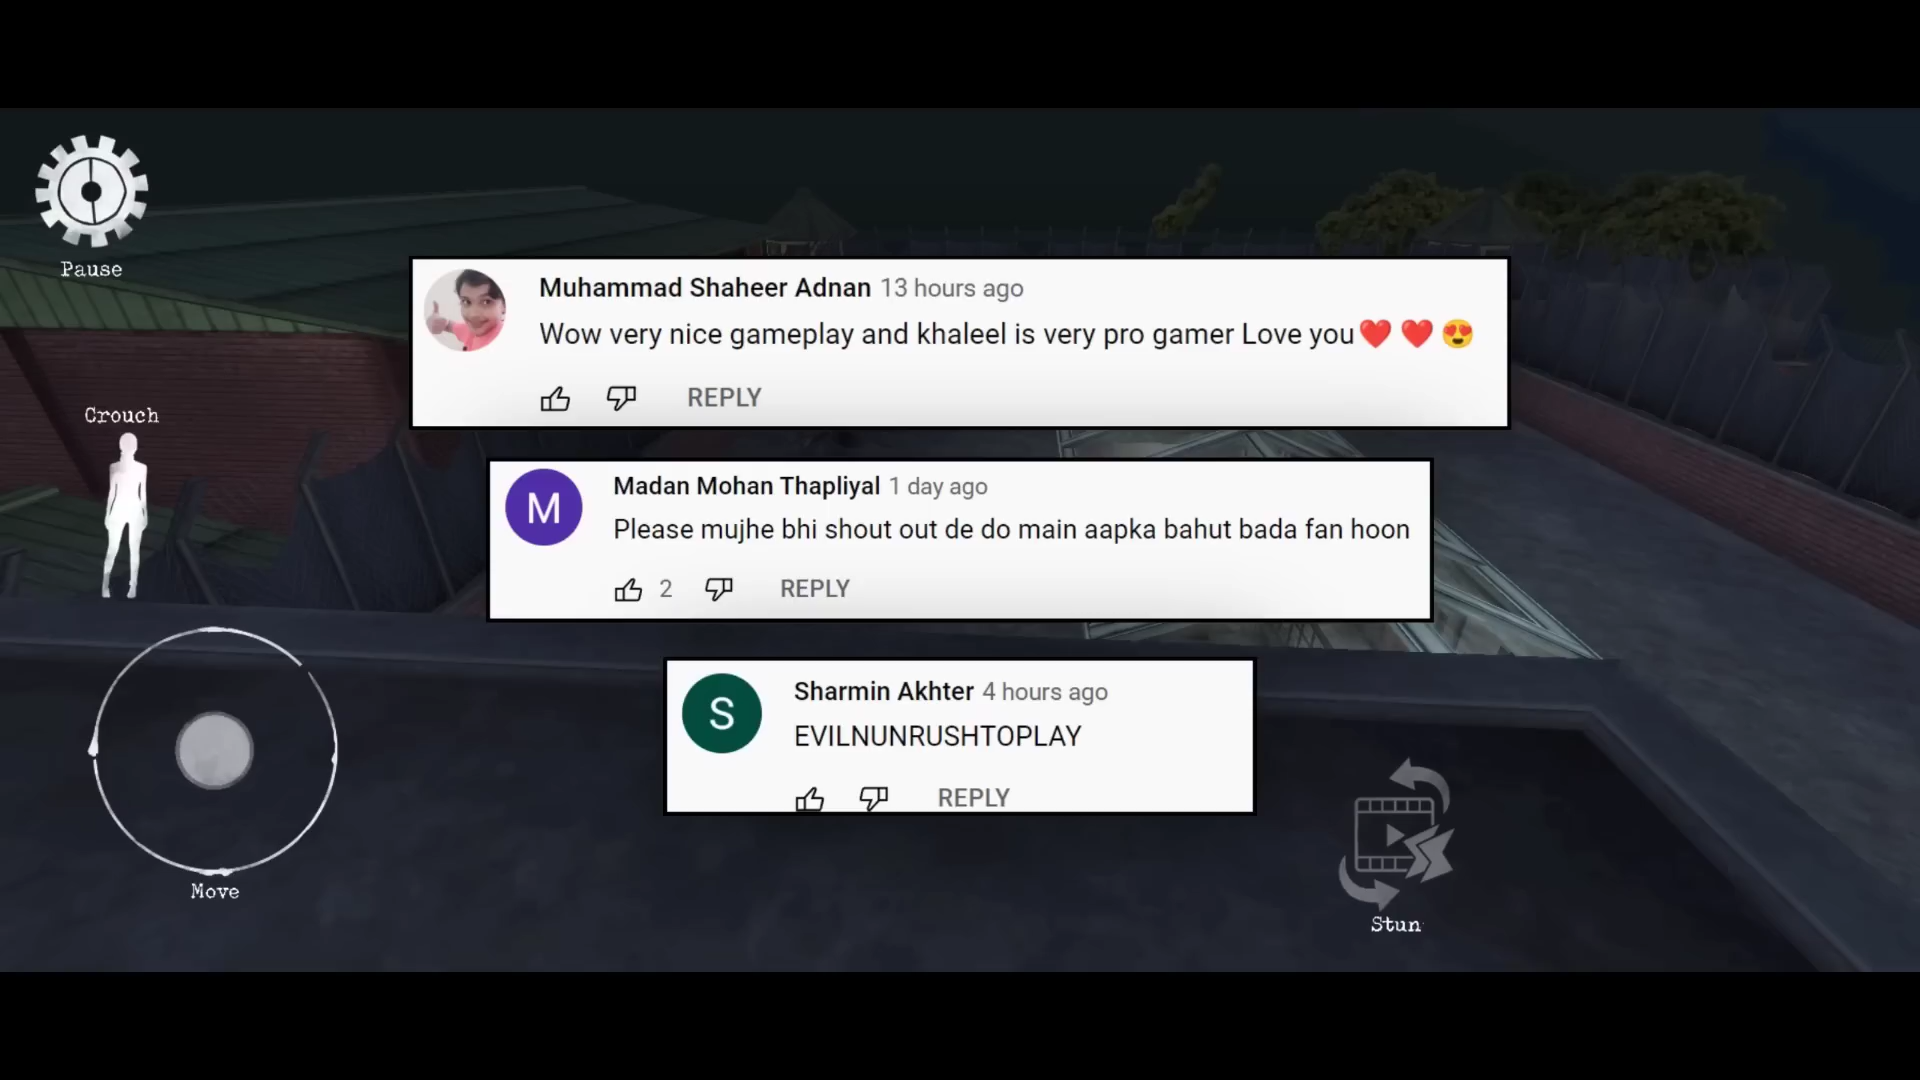 Pause
Muhammad Shaheer Adnan 13 hours ago
Wow very nice gameplay and khaleel is very pro gamer Love you❤️ ❤️ 😍
REPLY
Crouch
M
Madan Mohan Thapliyal 1 day ago
Please mujhe bhi shout out de do main aapka bahut bada fan hoon
2 REPLY
S
Sharmin Akhter 4 hours ago
EVILNUNRUSHTOPLAY
REPLY
Move
Stun